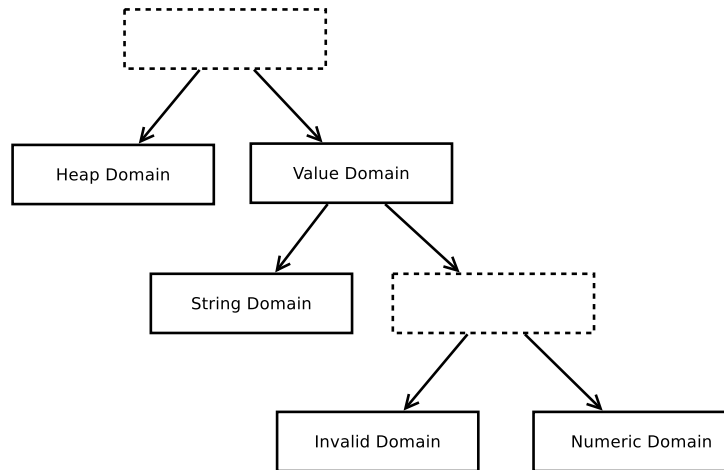 Heap Domain
Value Domain
String Domain
Invalid Domain
Numeric Domain